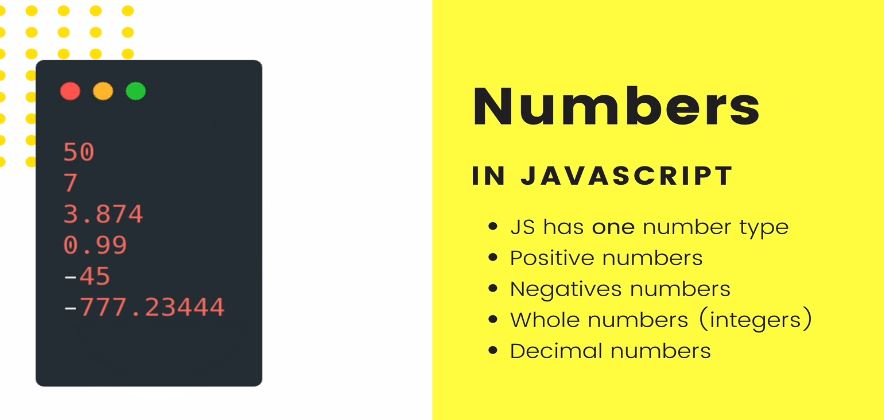 50
7
3.874
0.99
-45
-777.23444
Numbers
IN JAVASCRIPT
• JS has one number type
• Positive numbers
• Negatives numbers
• Whole numbers (integers)
• Decimal numbers